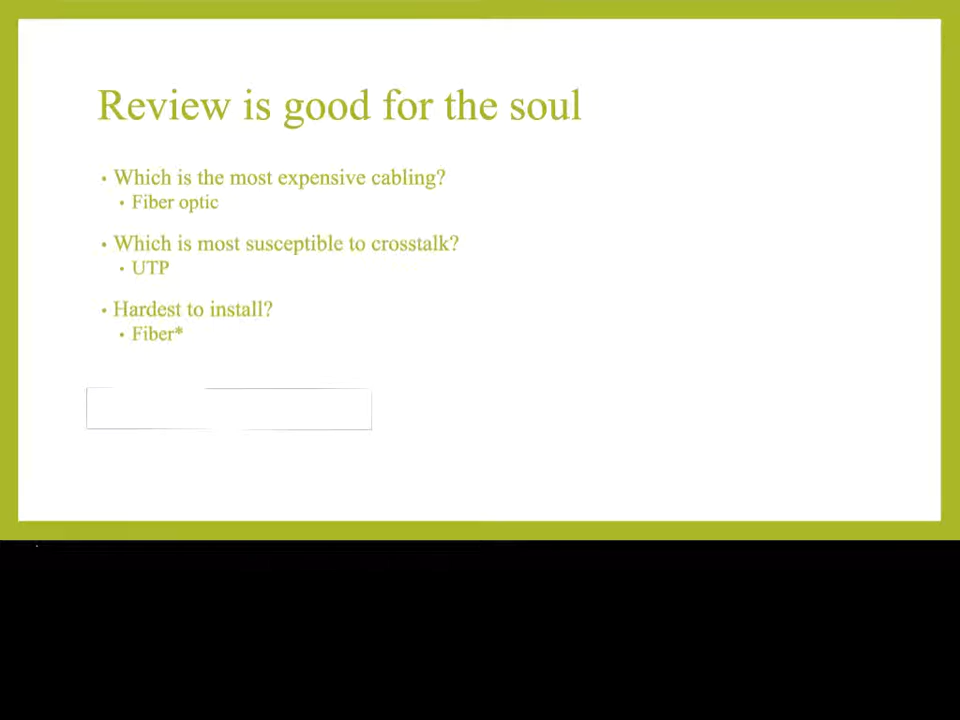 Review is good for the soul
• Which is the most expensive cabling?
• Fiber optic
• Which is most susceptible to crosstalk?
• UTP
• Hardest to install?
• Fiber*